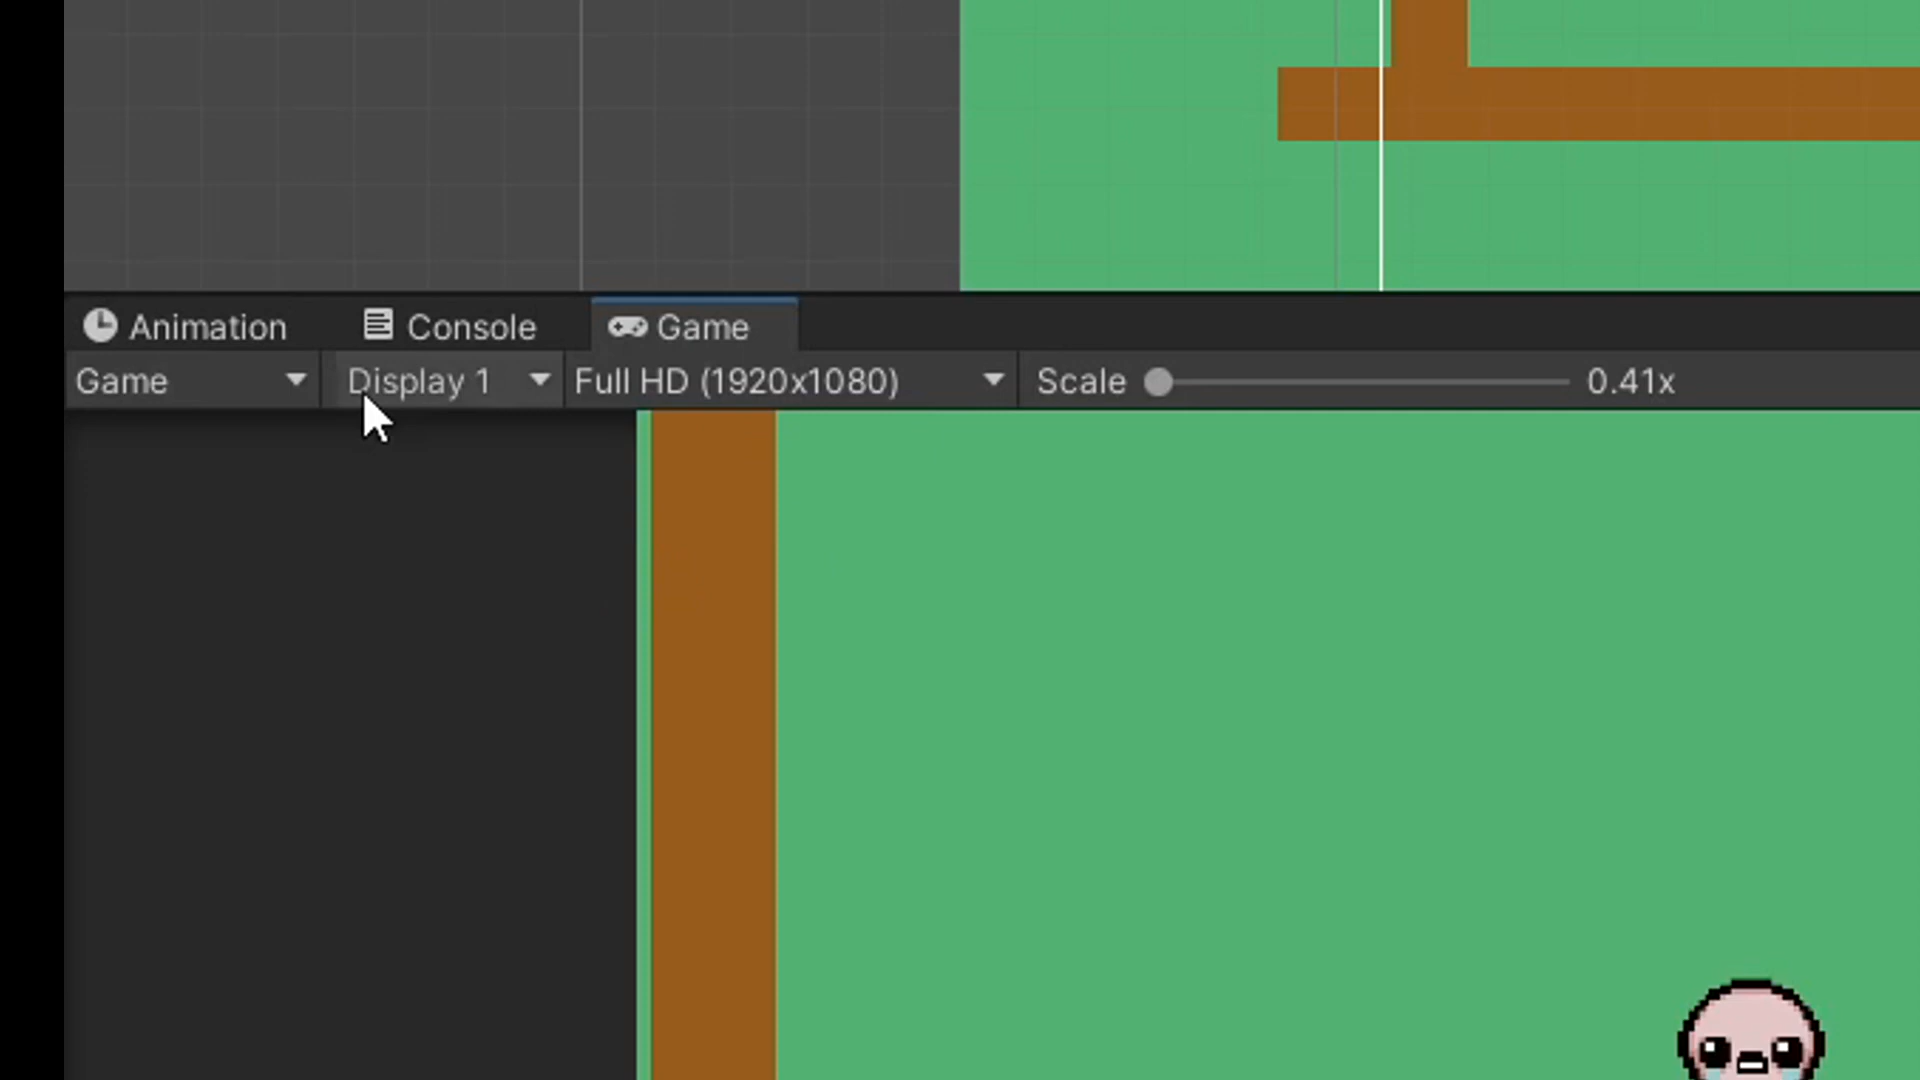 Animation Console Game
Game Display 1 Full HD (1920x1080) Scale 0.41x